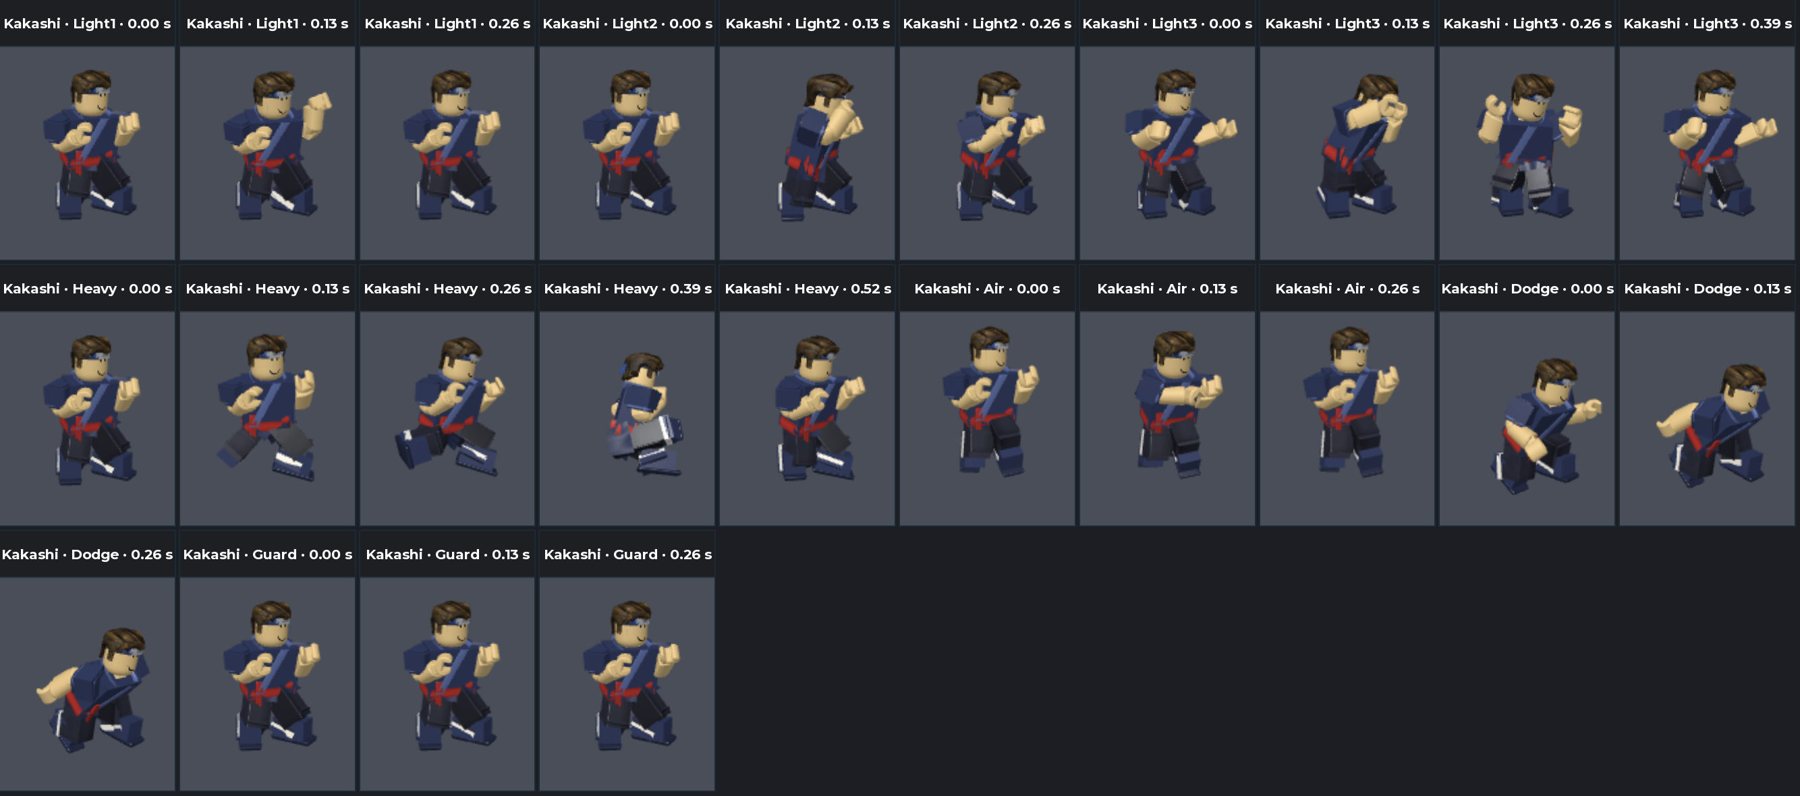 Kakashi · Light1 · 0.00 s
Kakashi · Light1 · 0.13 s
Kakashi · Light1 · 0.26 s
Kakashi · Light2 · 0.00 s
Kakashi · Light2 · 0.13 s
Kakashi · Light2 · 0.26 s
Kakashi · Light3 · 0.00 s
Kakashi · Light3 · 0.13 s
Kakashi · Light3 · 0.26 s
Kakashi · Light3 · 0.39 s
Kakashi · Heavy · 0.00 s
Kakashi · Heavy · 0.13 s
Kakashi · Heavy · 0.26 s
Kakashi · Heavy · 0.39 s
Kakashi · Heavy · 0.52 s
Kakashi · Air · 0.00 s
Kakashi · Air · 0.13 s
Kakashi · Air · 0.26 s
Kakashi · Dodge · 0.00 s
Kakashi · Dodge · 0.13 s
Kakashi · Dodge · 0.26 s
Kakashi · Guard · 0.00 s
Kakashi · Guard · 0.13 s
Kakashi · Guard · 0.26 s